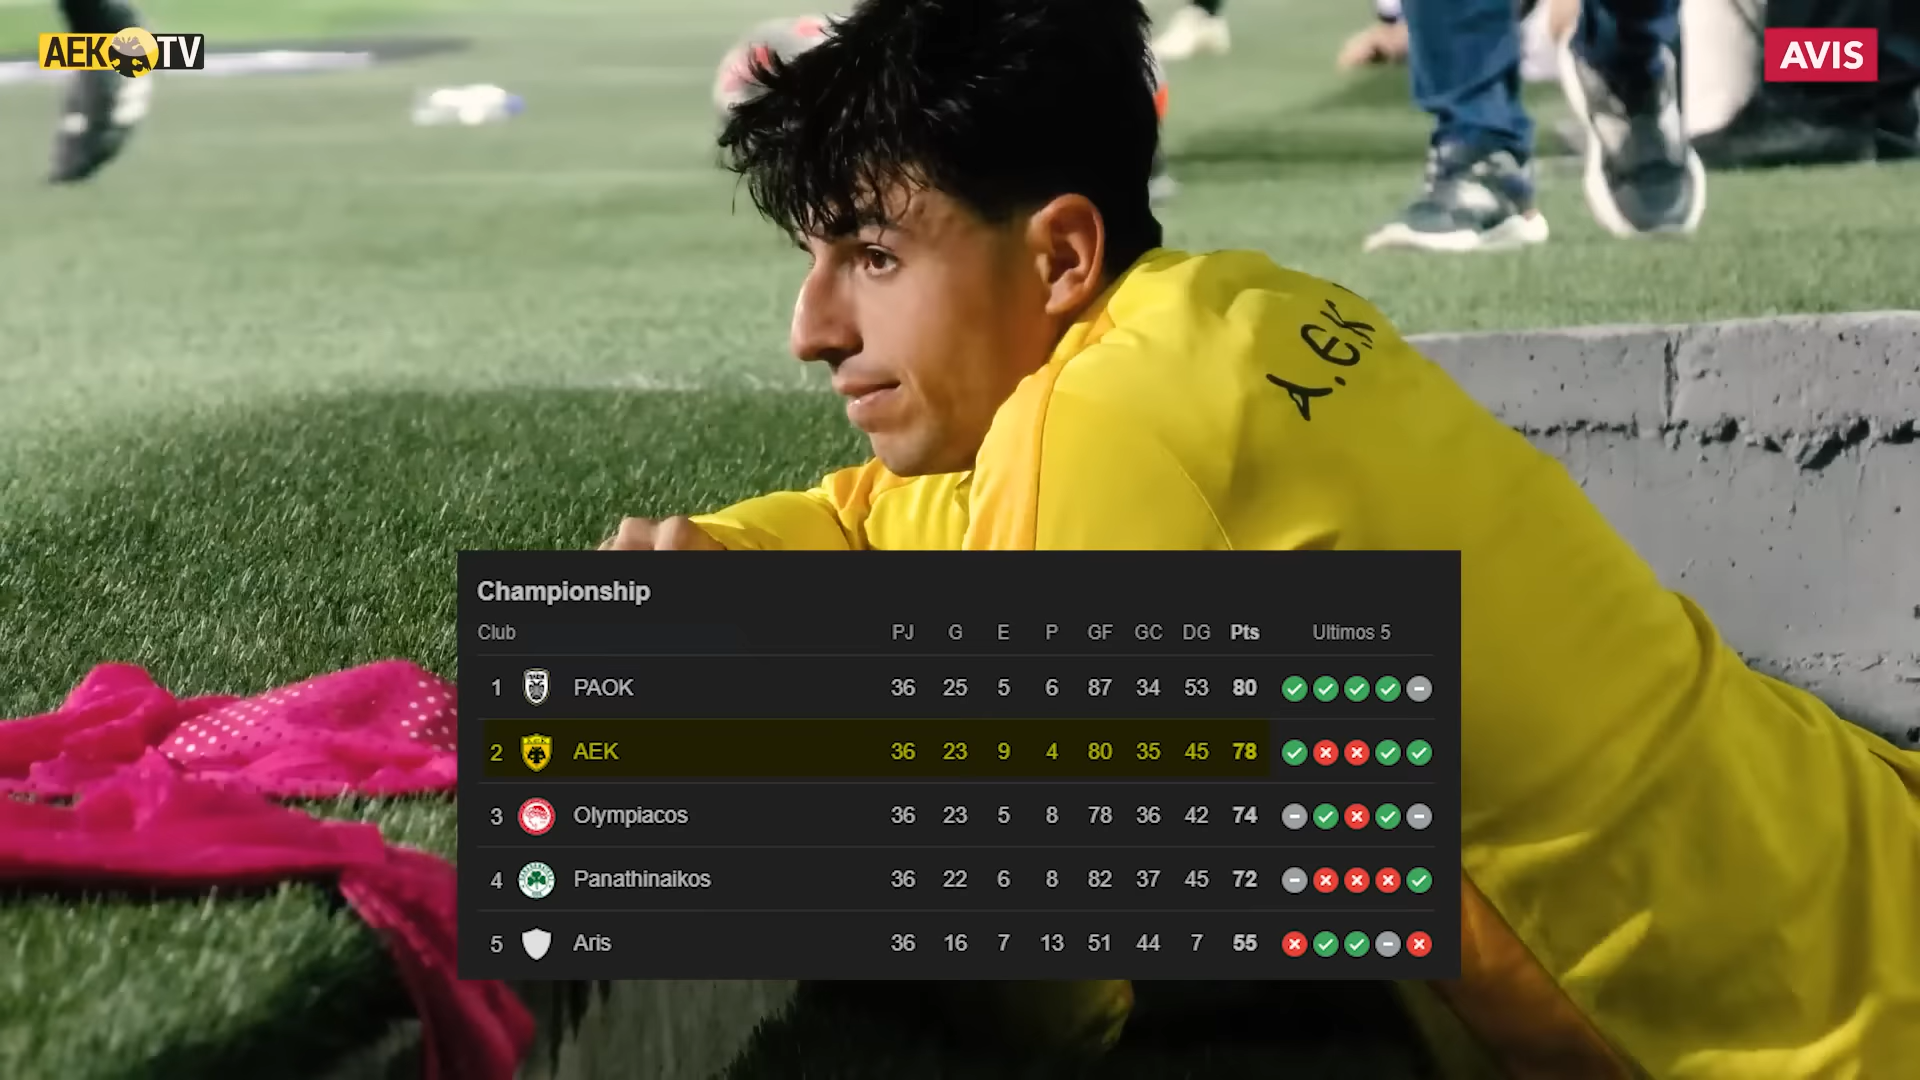 AEK TV
AVIS
A.EK
Championship
Club PJ G E P GF GC DG Pts Ultimos 5
1 PAOK 36 25 5 6 87 34 53 80
2 AEK 36 23 9 4 80 35 45 78
3 Olympiacos 36 23 5 8 78 36 42 74
4 Panathinaikos 36 22 6 8 82 37 45 72
5 Aris 36 16 7 13 51 44 7 55